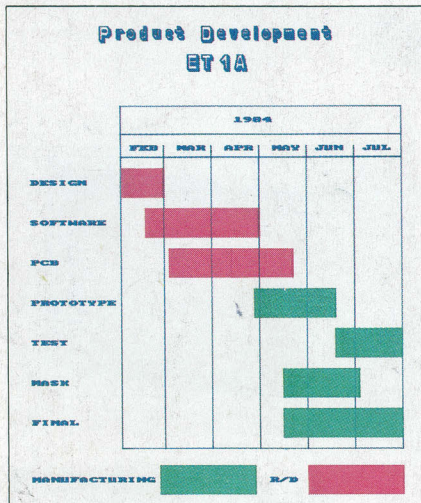 Product Development
ET1A
1984
FEB MAR APR MAY JUN JUL
DESIGN
SOFTWARE
PCB
PROTOTYPE
TEST
MASK
FINAL
MANUFACTURING R/D